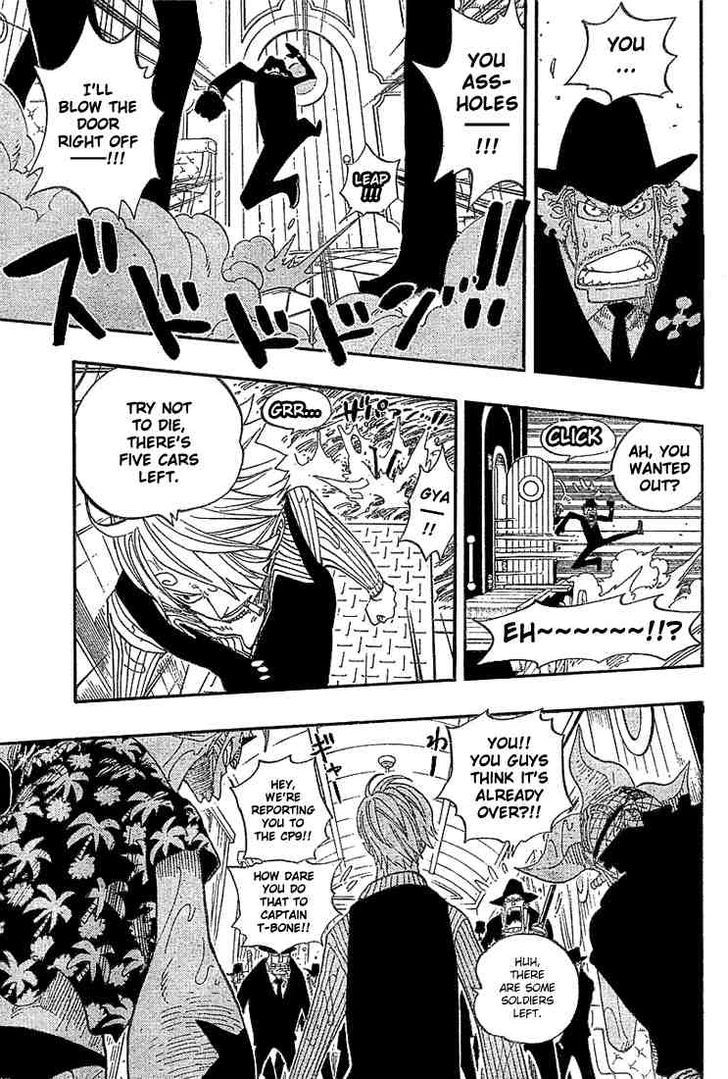 YOU
...
YOU
ASS-
HOLES
——
!!!
LEAP
!!!
I'LL
BLOW THE
DOOR
RIGHT OFF
——!!!
ズドドドン!!
AH, YOU
WANTED
OUT?
CLICK
EH~~~~~~!!?
GYA
—
!!
GRR...
TRY NOT
TO DIE,
THERE'S
FIVE CARS
LEFT.
YOU!!
YOU GUYS
THINK IT'S
ALREADY
OVER?!!
わ
ぎゃ
HEY,
WE'RE
REPORTING
YOU TO
THE CP9!!
HOW DARE
YOU DO
THAT TO
CAPTAIN
T-BONE!!
HUH,
THERE
ARE SOME
SOLDIERS
LEFT.